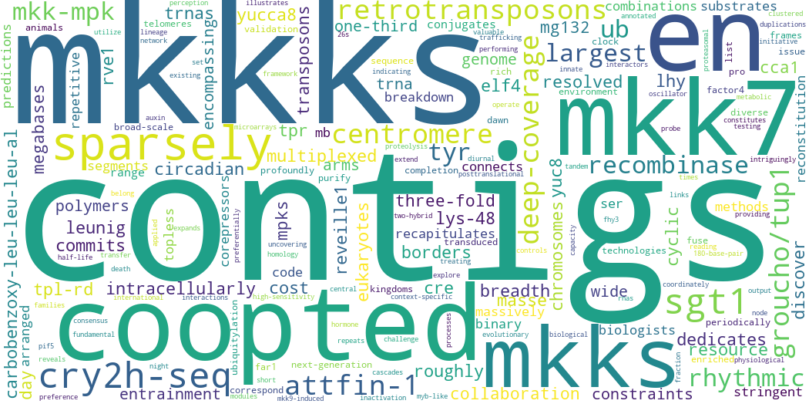 mkk-mpk
animals
telomeres
perception
illustrates
yucca8
validation
network
lineage
trnas
predictions
repetitive
rve1
megabases
mkkks
encompassing
transposons
retrotransposons
one-third
conjugates
utilize
26s
existing
set
sequence
trna
breakdown
indicating
framework
mg132
genome
rich
elf4
combinations
substrates
biological
trafficking
valuable
performing
ub
clock
innate
interactors
largest
resolved
environment
en
annotated
duplications
initiative
clustered
frames
issue
list
pro
cca1
proteasomal
metabolic
lhy
factor4
diverse
constitutes
testing
operate
oscillator
probe
mkk7
intriguingly
reconstitution
carbobenzoxy-leu-leu-leu-al
broad-scale
auxin
microarrays
sparsely
segments
range
circadian
tpr
mb
centromere
multiplexed
profoundly
arms
purify
proteolysis
dawn
extend
completion
diurnal
posttranslational
tyr
connects
deep-coverage
recombinase
tandem
times
links
yuc8
contigs
polymers
leunig
commits
half-life
belong
topless
expands
applied
corepressors
preferentially
mpks
uncovering
homology
reveille1
three-fold
lys-48
recapitulates
transduced
borders
two-hybrid
fhy3
ser
capacity
cyclic
reading
180-base-pair
providing
chromosomes
methods
technologies
fuse
controls
groucho/tup1
discover
tpl-rd
transfer
death
intracellularly
code
cost
treating
explore
eukaryotes
kingdoms
central
cre
context-specific
breadth
masse
massively
wide
sgt1
coordinately
output
node
day
arranged
families
consensus
fundamental
coopted
international
interactions
high-sensitivity
ubiquitylation
hormone
repeats
challenge
processes
binary
evolutionary
mkks
biologists
dedicates
resource
periodically
enriched
physiological
rhythmic
pif5
reveals
night
preference
cry2h-seq
entrainment
far1
short
correspond
modules
mkk9-induced
next-generation
cascades
inactivation
attfin-1
myb-like
roughly
collaboration
fraction
constraints
stringent